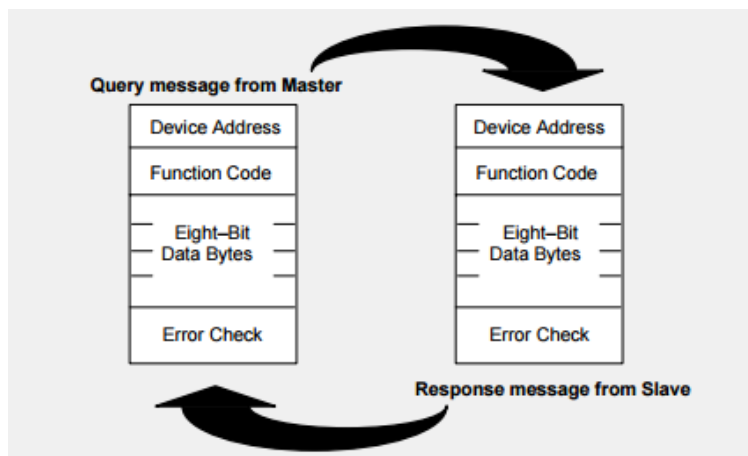 Query message from Master
Device Address
Function Code
Eight–Bit
Data Bytes
Error Check
Device Address
Function Code
Eight–Bit
Data Bytes
Error Check
Response message from Slave